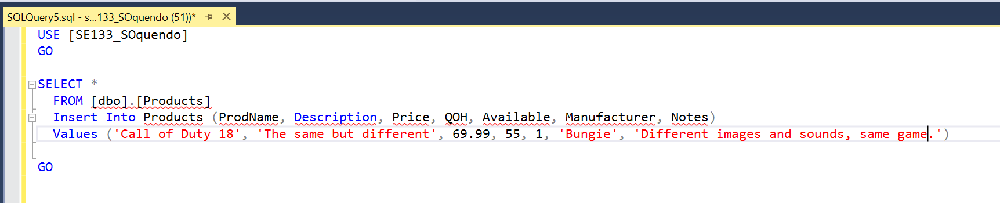 SQLQuery5.sql - s...133_SOquendo (51))*
USE [SE133_SOquendo]
GO
SELECT *
FROM [dbo].[Products]
Insert Into Products (ProdName, Description, Price, QOH, Available, Manufacturer, Notes)
Values ('Call of Duty 18', 'The same but different', 69.99, 55, 1, 'Bungie', 'Different images and sounds, same game.')
GO